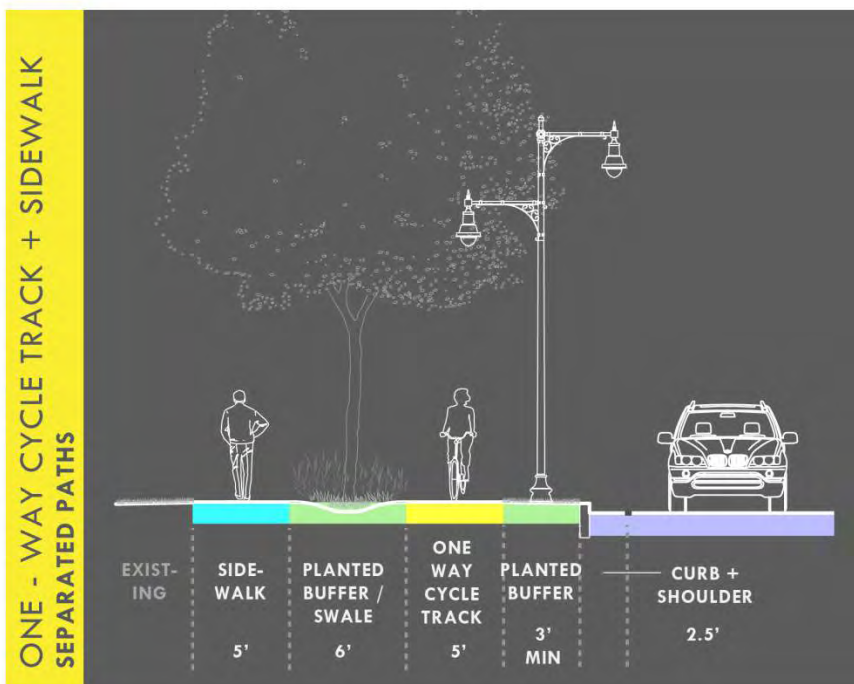 ONE - WAY CYCLE TRACK + SIDEWALK
SEPARATED PATHS
EXIST-
ING
SIDE-
WALK
5'
PLANTED
BUFFER /
SWALE
6'
ONE
WAY
CYCLE
TRACK
5'
PLANTED
BUFFER
3'
MIN
CURB +
SHOULDER
2.5'